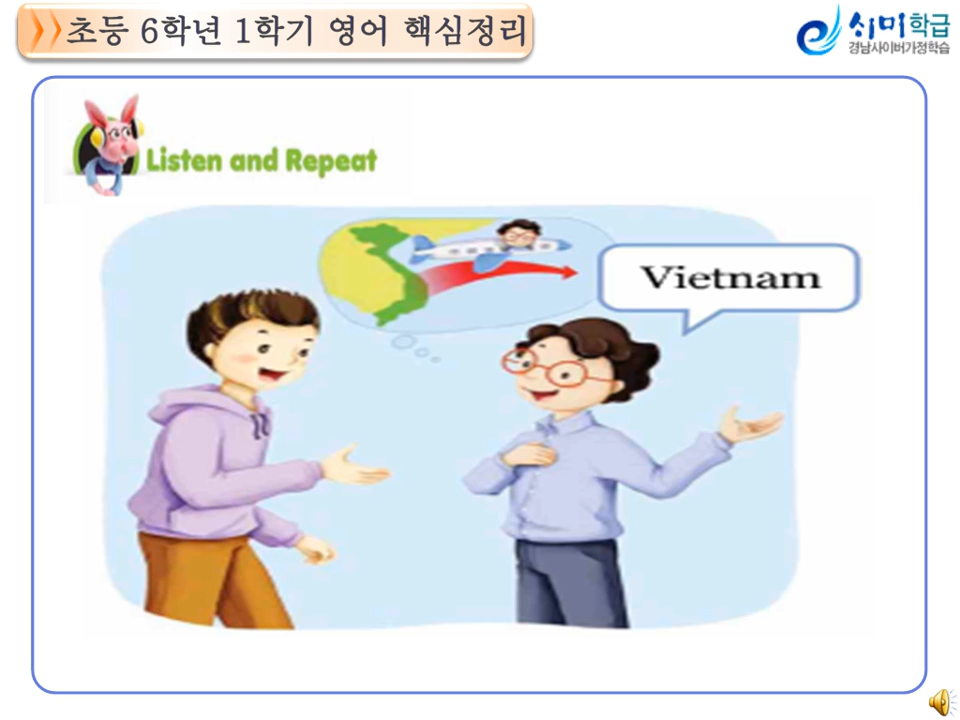 초등 6학년 1학기 영어 핵심정리
쉬미학급
경남사이버가정학습
Listen and Repeat
Vietnam